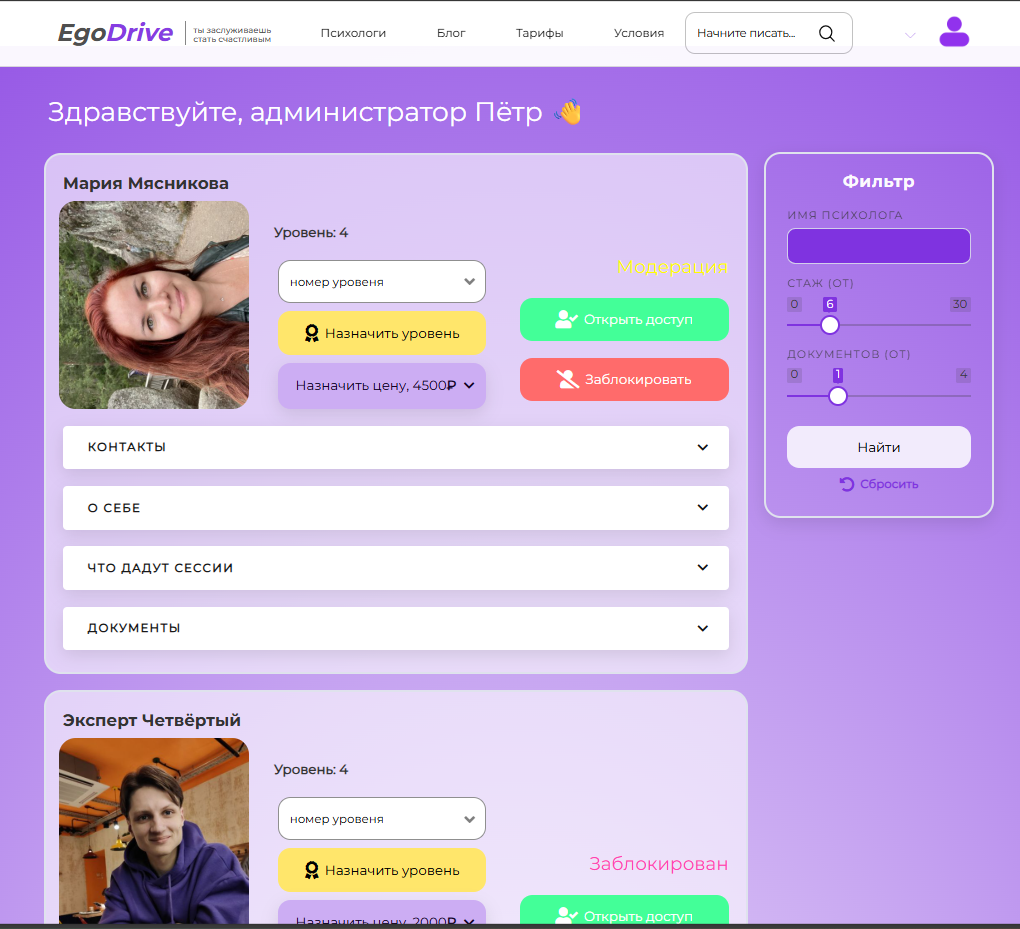 EgoDrive
ты заслуживаешь
стать счастливым
Психологи
Блог
Тарифы
Условия
Начните писать...
Здравствуйте, администратор Пётр 👋
Мария Мясникова
Уровень: 4
номер уровеня
Назначить уровень
Назначить цену, 4500₽
Модерация
Открыть доступ
Заблокировать
КОНТАКТЫ
О СЕБЕ
ЧТО ДАДУТ СЕССИИ
ДОКУМЕНТЫ
Фильтр
ИМЯ ПСИХОЛОГА
СТАЖ (ОТ)
0 6 30
ДОКУМЕНТОВ (ОТ)
0 1 4
Найти
Сбросить
Эксперт Четвёртый
Уровень: 4
номер уровеня
Назначить уровень
Назначить цену, 2000₽
Заблокирован
Открыть доступ